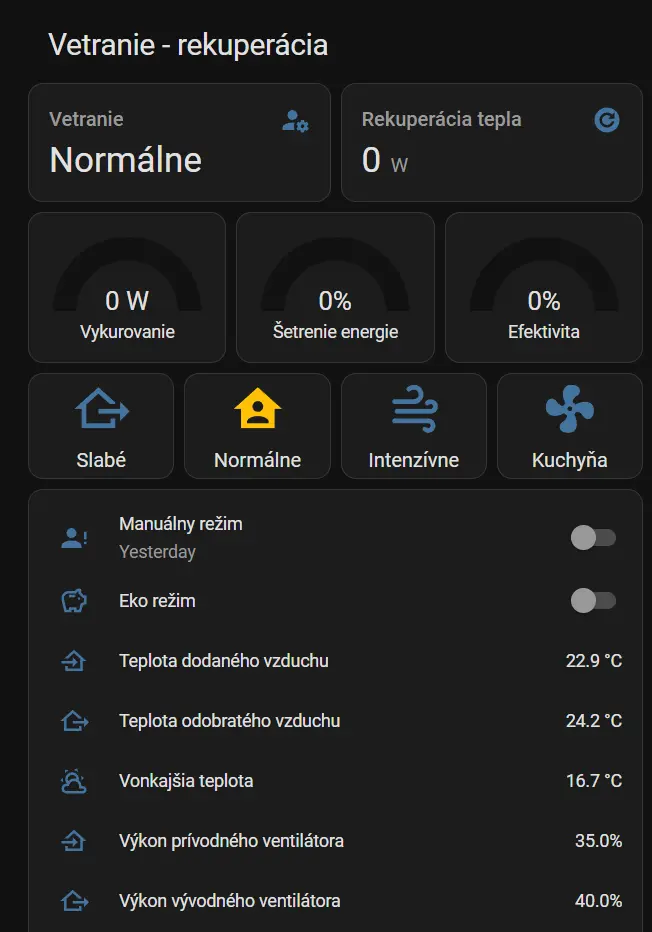 Vetranie - rekuperácia
Vetranie
Normálne
Rekuperácia tepla
0 W
0 W
Vykurovanie
0%
Šetrenie energie
0%
Efektivita
Slabé
Normálne
Intenzívne
Kuchyňa
Manuálny režim
Yesterday
Eko režim
Teplota dodaného vzduchu 22.9 °C
Teplota odobratého vzduchu 24.2 °C
Vonkajšia teplota 16.7 °C
Výkon prívodného ventilátora 35.0%
Výkon vývodného ventilátora 40.0%